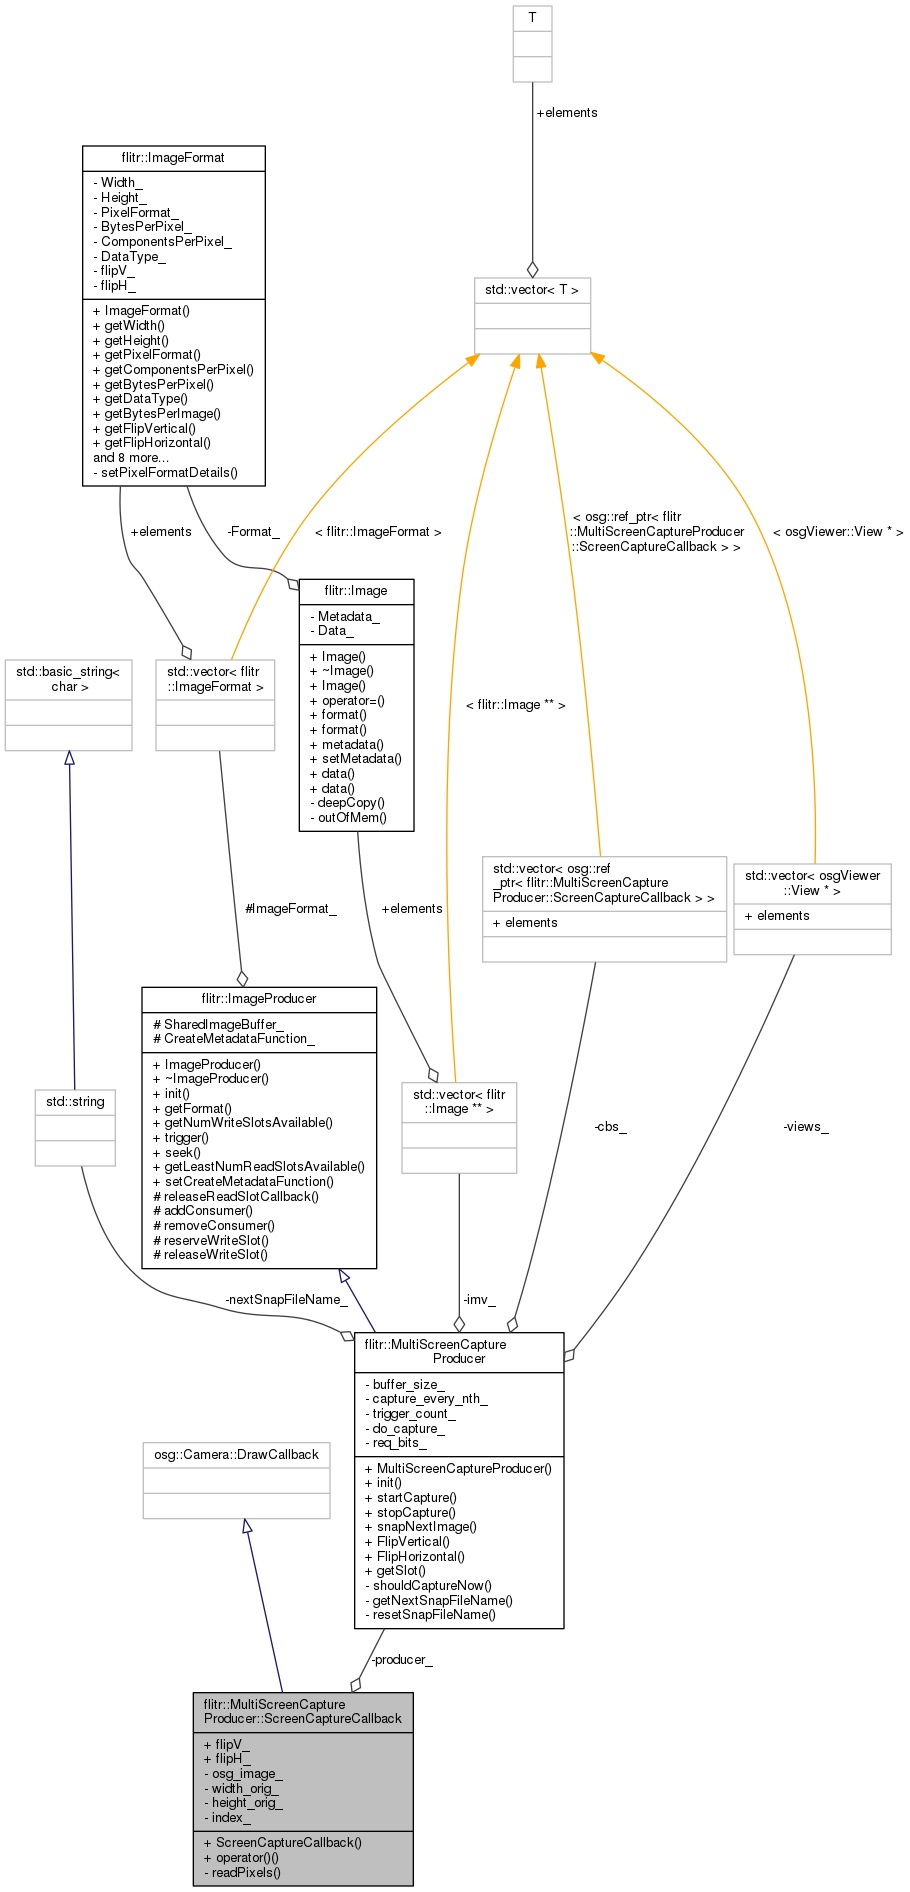 T
+elements
flitr::ImageFormat
- Width_
- Height_
- PixelFormat_
- BytesPerPixel_
- ComponentsPerPixel_
- DataType_
- flipV_
- flipH_
+ ImageFormat()
+ getWidth()
+ getHeight()
+ getPixelFormat()
+ getComponentsPerPixel()
+ getBytesPerPixel()
+ getDataType()
+ getBytesPerImage()
+ getFlipVertical()
+ getFlipHorizontal()
and 8 more...
- setPixelFormatDetails()
std::vector< T >
+elements
-Format_
< flitr::ImageFormat >
< osg::ref_ptr< flitr
::MultiScreenCaptureProducer
::ScreenCaptureCallback > >
< osgViewer::View * >
flitr::Image
- Metadata_
- Data_
+ Image()
+ ~Image()
+ Image()
+ operator=()
+ format()
+ format()
+ metadata()
+ setMetadata()
+ data()
+ data()
- deepCopy()
- outOfMem()
std::basic_string<
char >
std::vector< flitr
::ImageFormat >
< flitr::Image ** >
std::vector< osg::ref
_ptr< flitr::MultiScreenCapture
Producer::ScreenCaptureCallback > >
+ elements
std::vector< osgViewer
::View * >
+ elements
#ImageFormat_
+elements
flitr::ImageProducer
# SharedImageBuffer_
# CreateMetadataFunction_
+ ImageProducer()
+ ~ImageProducer()
+ init()
+ getFormat()
+ getNumWriteSlotsAvailable()
+ trigger()
+ seek()
+ getLeastNumReadSlotsAvailable()
+ setCreateMetadataFunction()
# releaseReadSlotCallback()
# addConsumer()
# removeConsumer()
# reserveWriteSlot()
# releaseWriteSlot()
std::string
std::vector< flitr
::Image ** >
-cbs_
-views_
-nextSnapFileName_
-imv_
flitr::MultiScreenCapture
Producer
- buffer_size_
- capture_every_nth_
- trigger_count_
- do_capture_
- req_bits_
+ MultiScreenCaptureProducer()
+ init()
+ startCapture()
+ stopCapture()
+ snapNextImage()
+ FlipVertical()
+ FlipHorizontal()
+ getSlot()
- shouldCaptureNow()
- getNextSnapFileName()
- resetSnapFileName()
osg::Camera::DrawCallback
-producer_
flitr::MultiScreenCapture
Producer::ScreenCaptureCallback
+ flipV_
+ flipH_
- osg_image_
- width_orig_
- height_orig_
- index_
+ ScreenCaptureCallback()
+ operator()()
- readPixels()